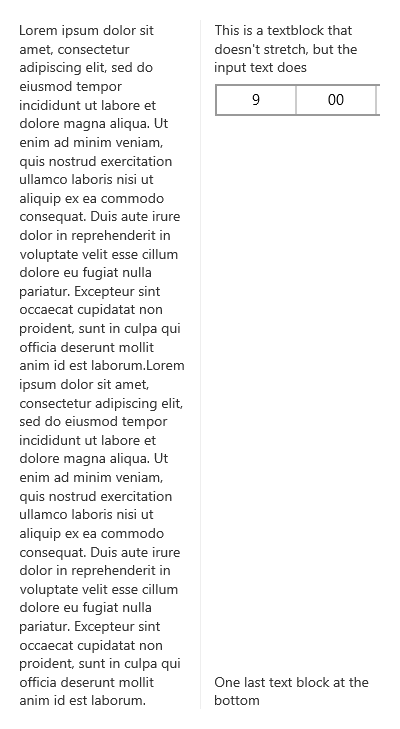 Lorem ipsum dolor sit
amet, consectetur
adipiscing elit, sed do
eiusmod tempor
incididunt ut labore et
dolore magna aliqua. Ut
enim ad minim veniam,
quis nostrud exercitation
ullamco laboris nisi ut
aliquip ex ea commodo
consequat. Duis aute irure
dolor in reprehenderit in
voluptate velit esse cillum
dolore eu fugiat nulla
pariatur. Excepteur sint
occaecat cupidatat non
proident, sunt in culpa qui
officia deserunt mollit
anim id est laborum.Lorem
ipsum dolor sit amet,
consectetur adipiscing elit,
sed do eiusmod tempor
incididunt ut labore et
dolore magna aliqua. Ut
enim ad minim veniam,
quis nostrud exercitation
ullamco laboris nisi ut
aliquip ex ea commodo
consequat. Duis aute irure
dolor in reprehenderit in
voluptate velit esse cillum
dolore eu fugiat nulla
pariatur. Excepteur sint
occaecat cupidatat non
proident, sunt in culpa qui
officia deserunt mollit
anim id est laborum.
This is a textblock that
doesn't stretch, but the
input text does
9 00
One last text block at the
bottom